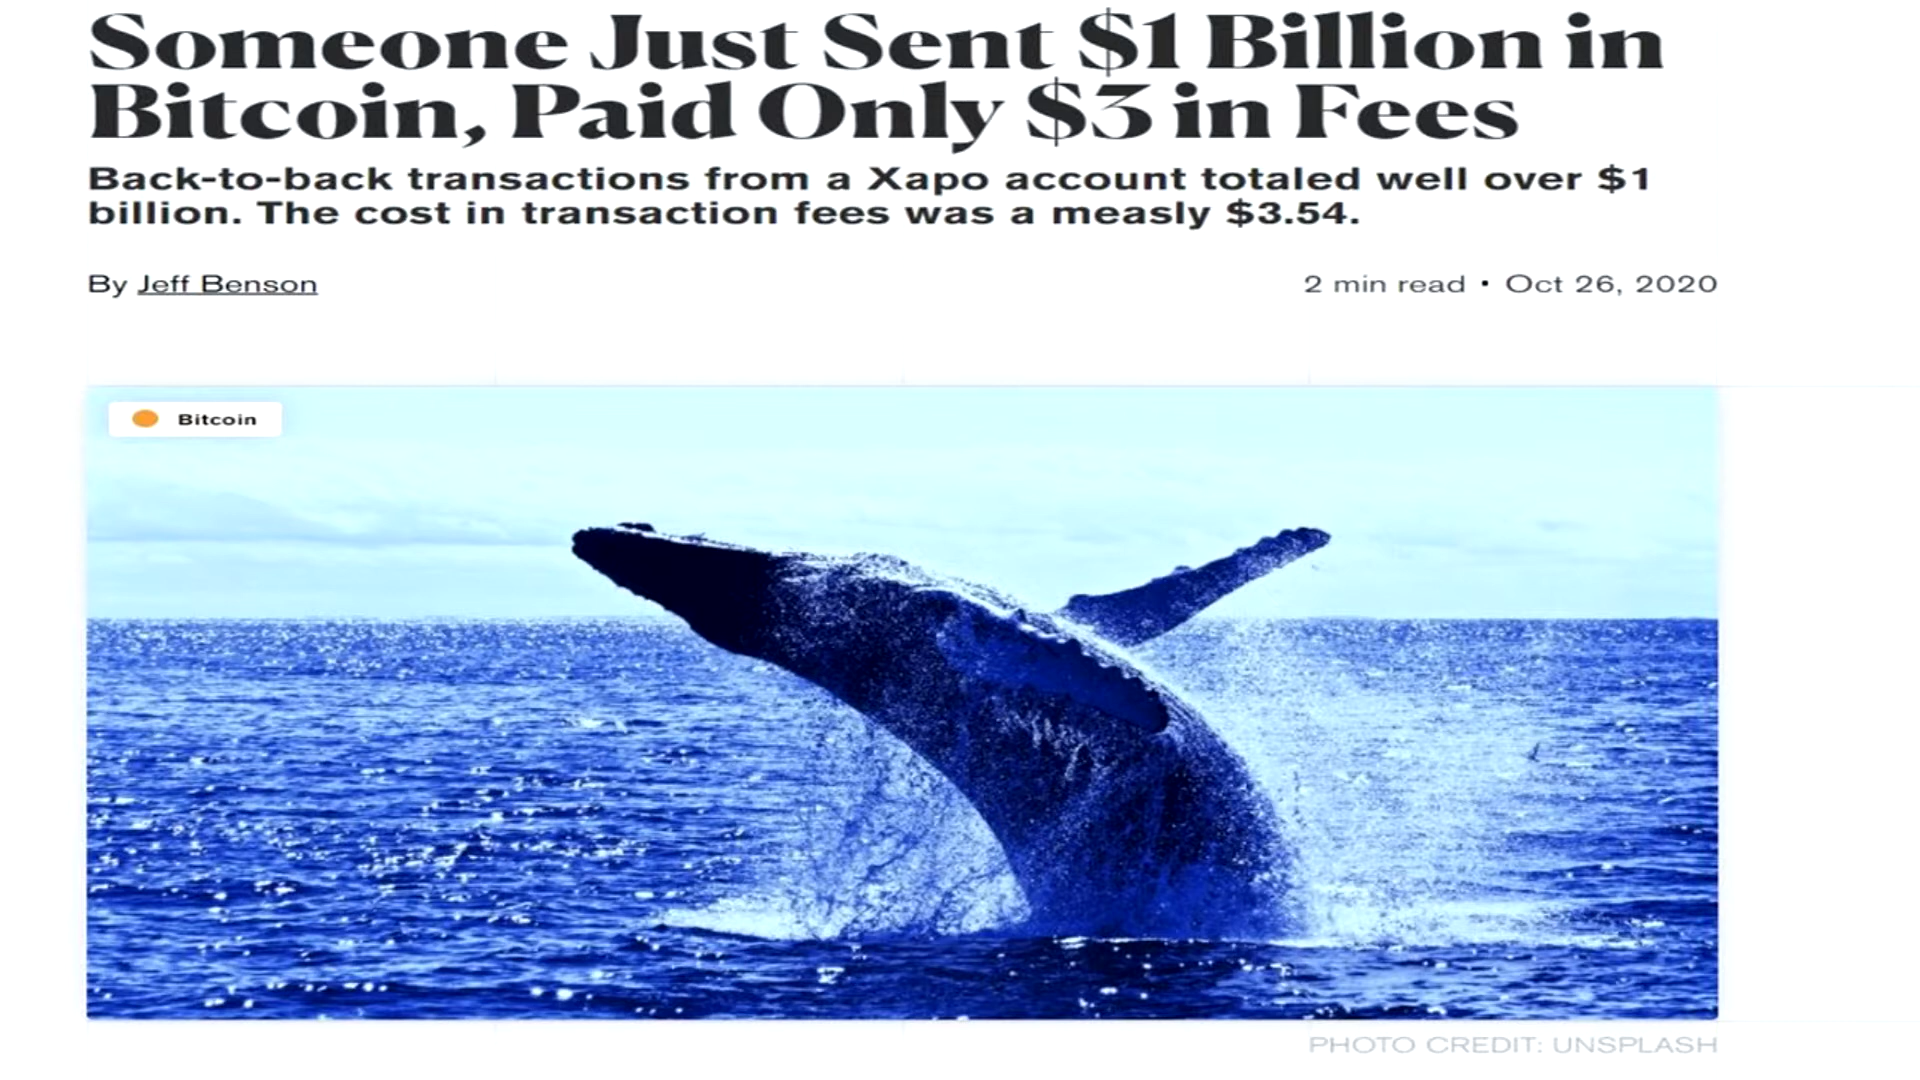 Someone Just Sent $1 Billion in
Bitcoin, Paid Only $3 in Fees
Back-to-back transactions from a Xapo account totaled well over $1
billion. The cost in transaction fees was a measly $3.54.
By Jeff Benson
2 min read • Oct 26, 2020
Bitcoin
PHOTO CREDIT: UNSPLASH